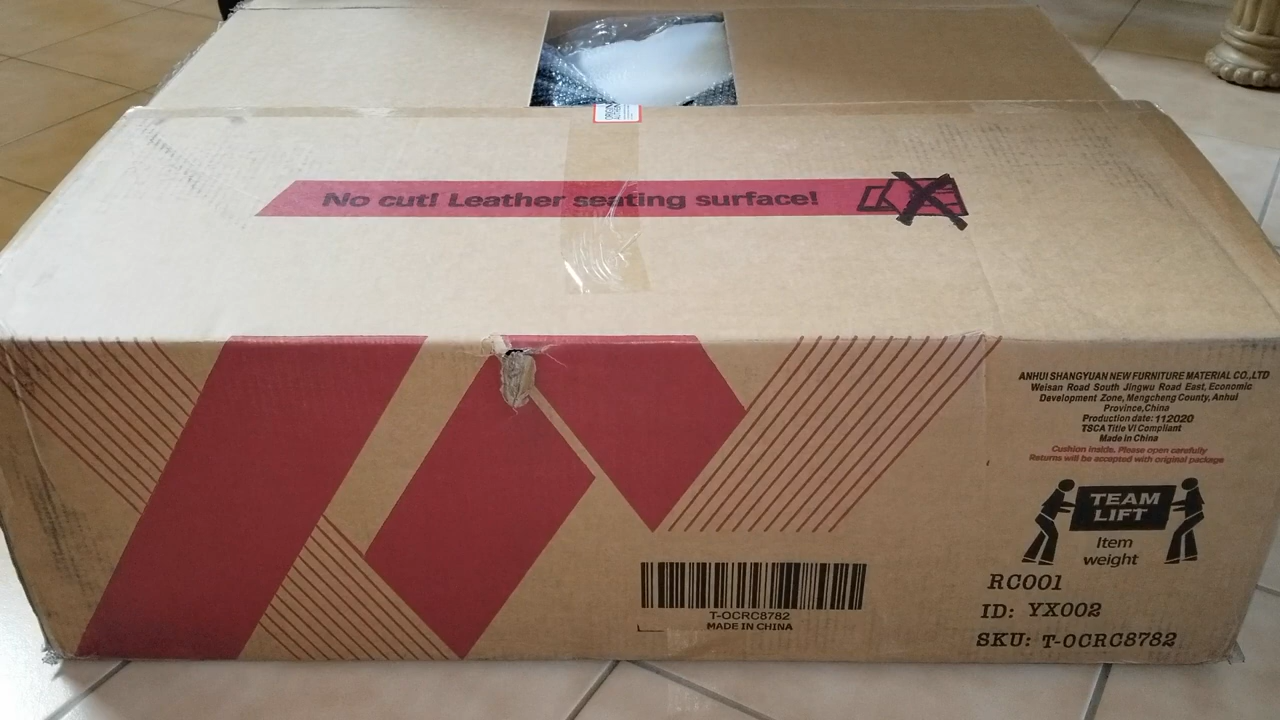 No cut! Leather seating surface!
ANHUI SHANGYUAN NEW FURNITURE MATERIAL CO.,LTD
Weisan Road South Jingwu Road East, Economic
Development Zone, Mengcheng County, Anhui
Province,China
Production date: 112020
TSCA Title VI Compliant
Made in China
Cushion inside. Please open carefully
Returns will be accepted with original package
TEAM
LIFT
Item
weight
RC001
ID: YX002
SKU: T-OCRC8782
T-OCRC8782
MADE IN CHINA